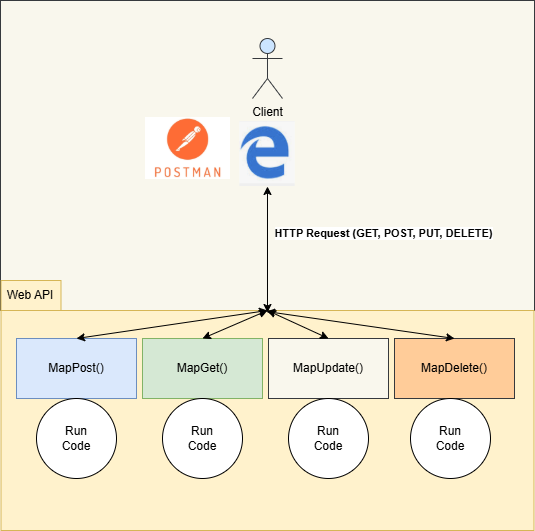 Client
POSTMAN
HTTP Request (GET, POST, PUT, DELETE)
Web API
MapPost()
MapGet()
MapUpdate()
MapDelete()
Run
Code
Run
Code
Run
Code
Run
Code